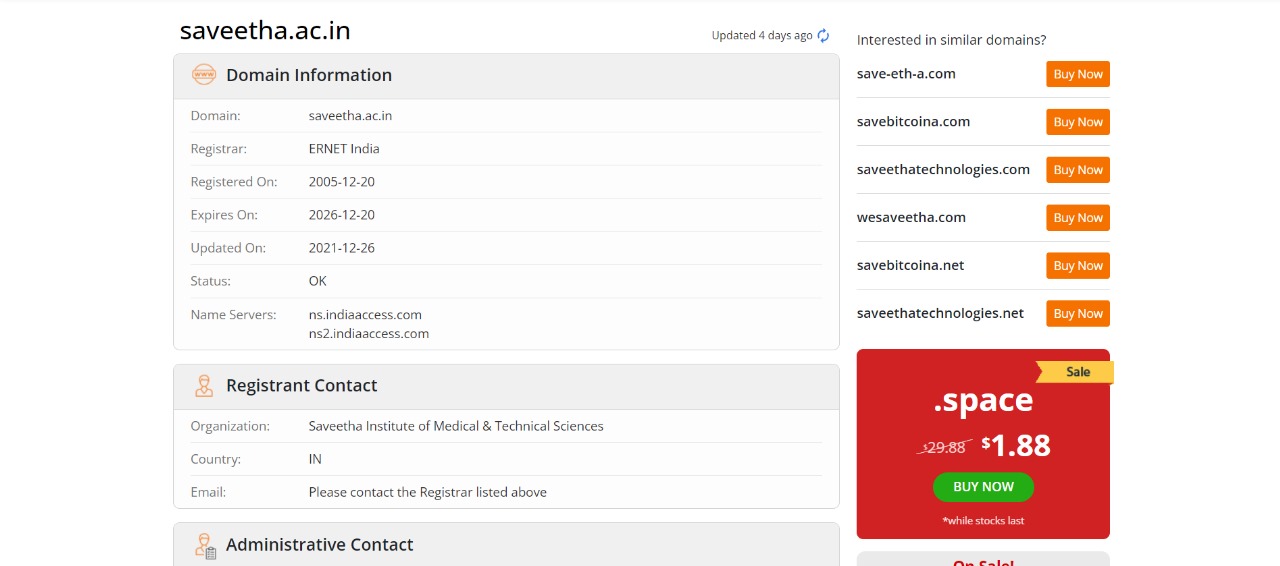 saveetha.ac.in
Updated 4 days ago
www
Domain Information
Domain: saveetha.ac.in
Registrar: ERNET India
Registered On: 2005-12-20
Expires On: 2026-12-20
Updated On: 2021-12-26
Status: OK
Name Servers: ns.indiaaccess.com
ns2.indiaaccess.com
Registrant Contact
Organization: Saveetha Institute of Medical & Technical Sciences
Country: IN
Email: Please contact the Registrar listed above
Administrative Contact
Interested in similar domains?
save-eth-a.com Buy Now
savebitcoina.com Buy Now
saveethatechnologies.com Buy Now
wesaveetha.com Buy Now
savebitcoina.net Buy Now
saveethatechnologies.net Buy Now
Sale
.space
$29.88 $1.88
BUY NOW
*while stocks last
On Sale!